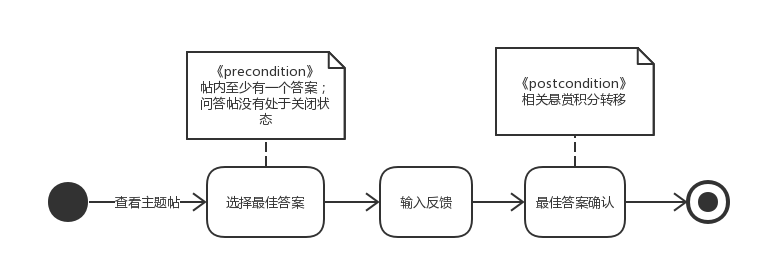 《precondition》
帖内至少有一个答案；
问答帖没有处于关闭状
态
《postcondition》
相关悬赏积分转移
查看主题帖
选择最佳答案
输入反馈
最佳答案确认